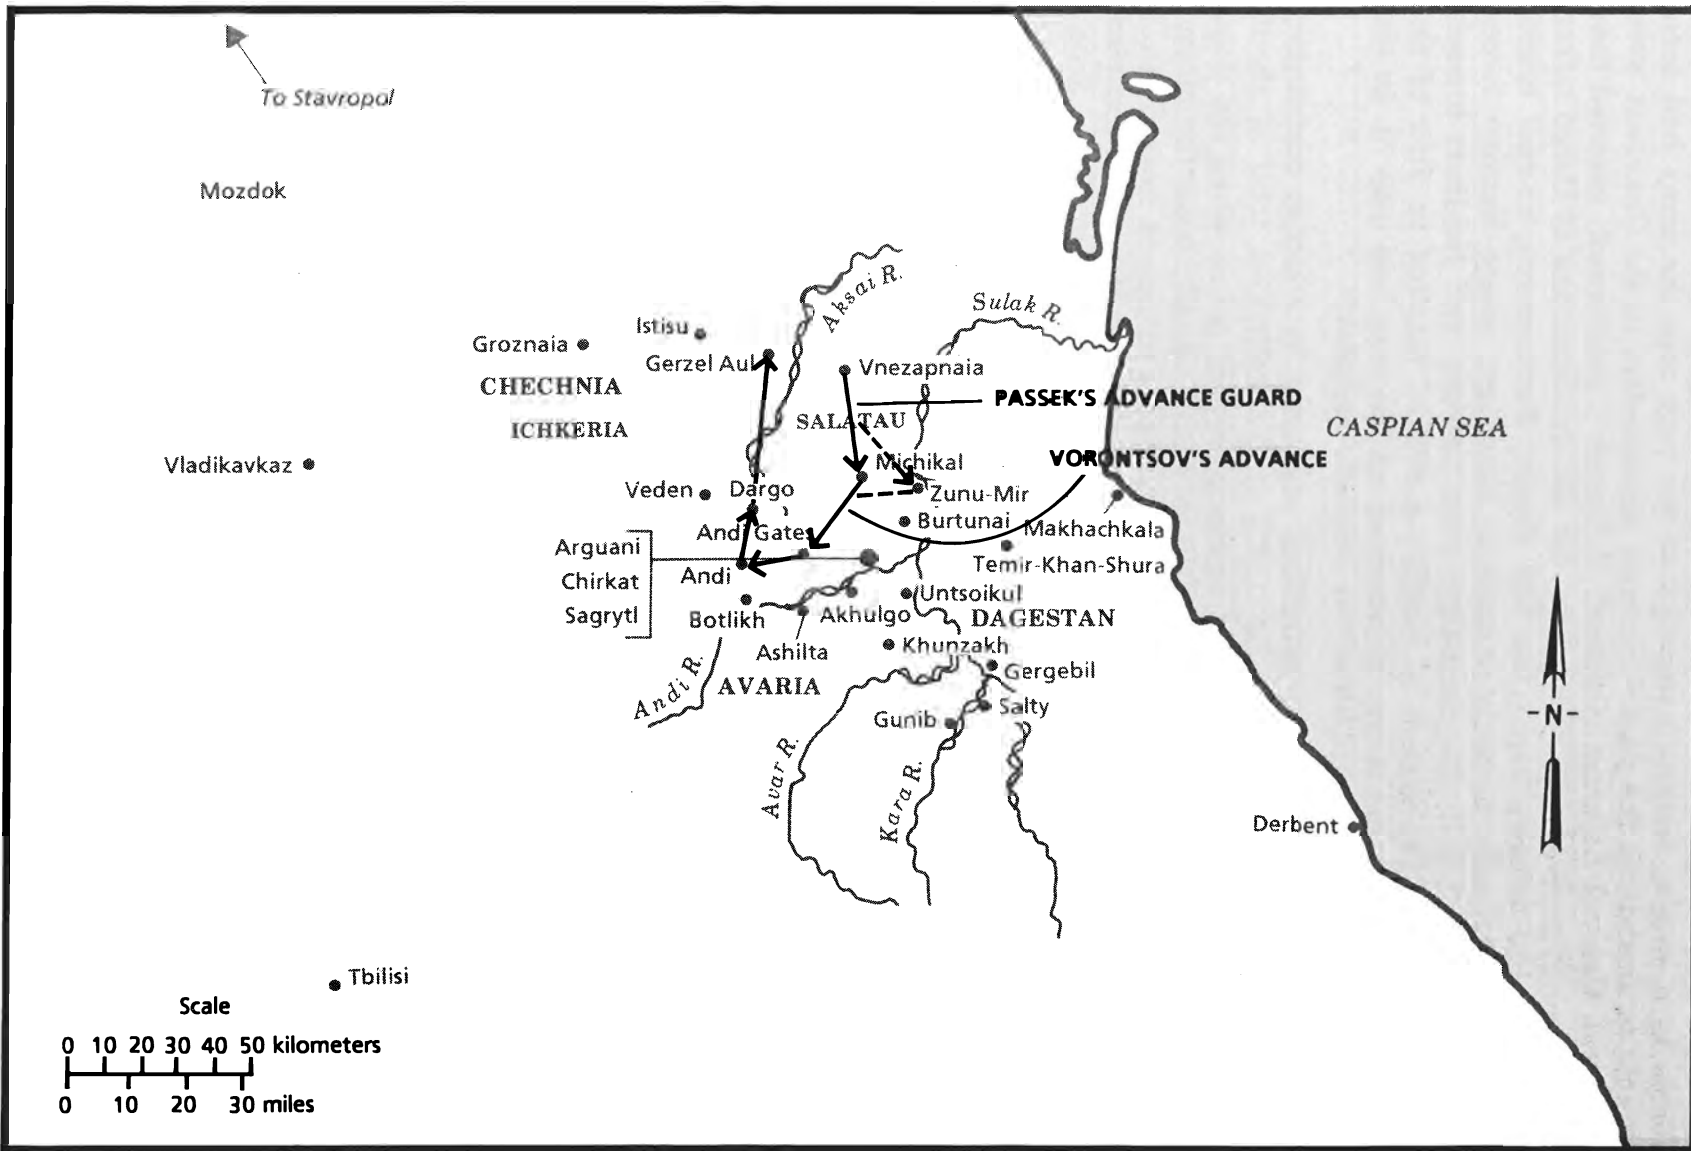 To Stavropol
Mozdok
Aksai R.
Sulak R.
Istisu
Groznaia
Gerzel Aul
Vnezapnaia
CHECHNIA
PASSEK'S ADVANCE GUARD
SALATAU
ICHKERIA
CASPIAN SEA
Michikal
VORONTSOV'S ADVANCE
Vladikavkaz
Veden
Dargo
Zunu-Mir
Burtunai
Makhachkala
Andi Gates
Arguani
Chirkat
Sagrytl
Andi
Temir-Khan-Shura
Untsoikul
Botlikh
Akhulgo
DAGESTAN
Ashilta
Khunzakh
Gergebil
Andi R.
AVARIA
Salty
Gunib
-N-
Avar R.
Kara R.
Derbent
Tbilisi
Scale
0 10 20 30 40 50 kilometers
0 10 20 30 miles